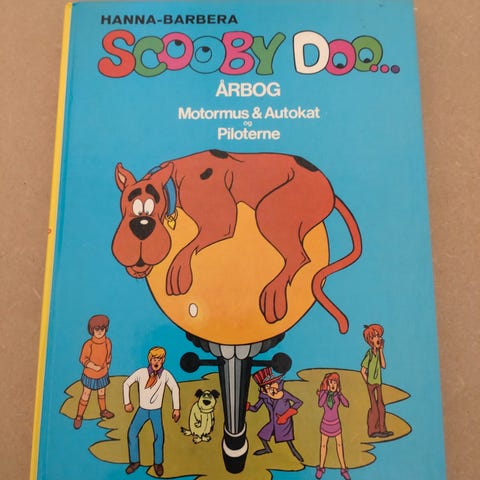 HANNA-BARBERA
SCOOBY DOO...
ÅRBOG
Motormus & Autokat
og
Piloterne